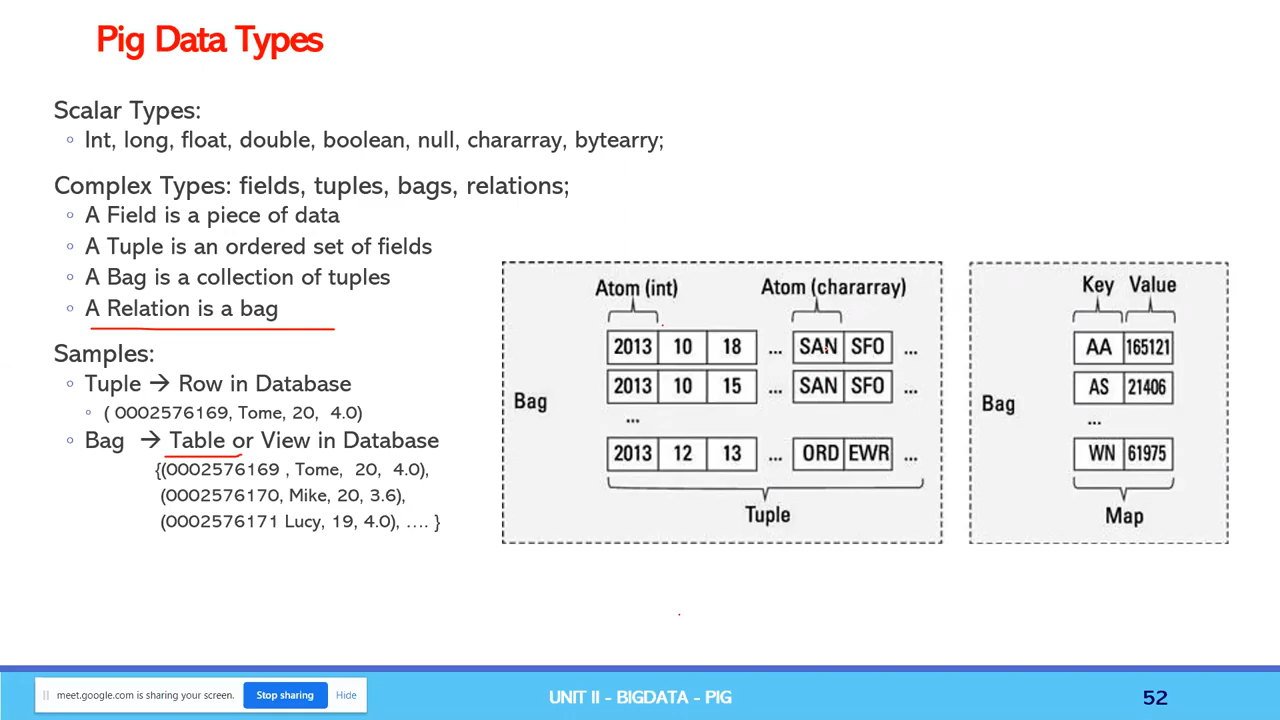 Pig Data Types
Scalar Types:
Int, long, float, double, boolean, null, chararray, bytearry;
Complex Types: fields, tuples, bags, relations;
A Field is a piece of data
A Tuple is an ordered set of fields
A Bag is a collection of tuples
A Relation is a bag
Samples:
Tuple → Row in Database
( 0002576169, Tome, 20, 4.0)
Bag → Table or View in Database
{(0002576169 , Tome, 20, 4.0),
(0002576170, Mike, 20, 3.6),
(0002576171 Lucy, 19, 4.0), .... }
Atom (int) Atom (chararray)
2013 10 18 ... SAN SFO ...
2013 10 15 ... SAN SFO
Bag
...
2013 12 13 ... ORD EWR ...
Tuple
Key Value
AA 165121
AS 21406
Bag
...
WN 61975
Map
meet.google.com is sharing your screen. Stop sharing Hide
UNIT II - BIGDATA - PIG
52